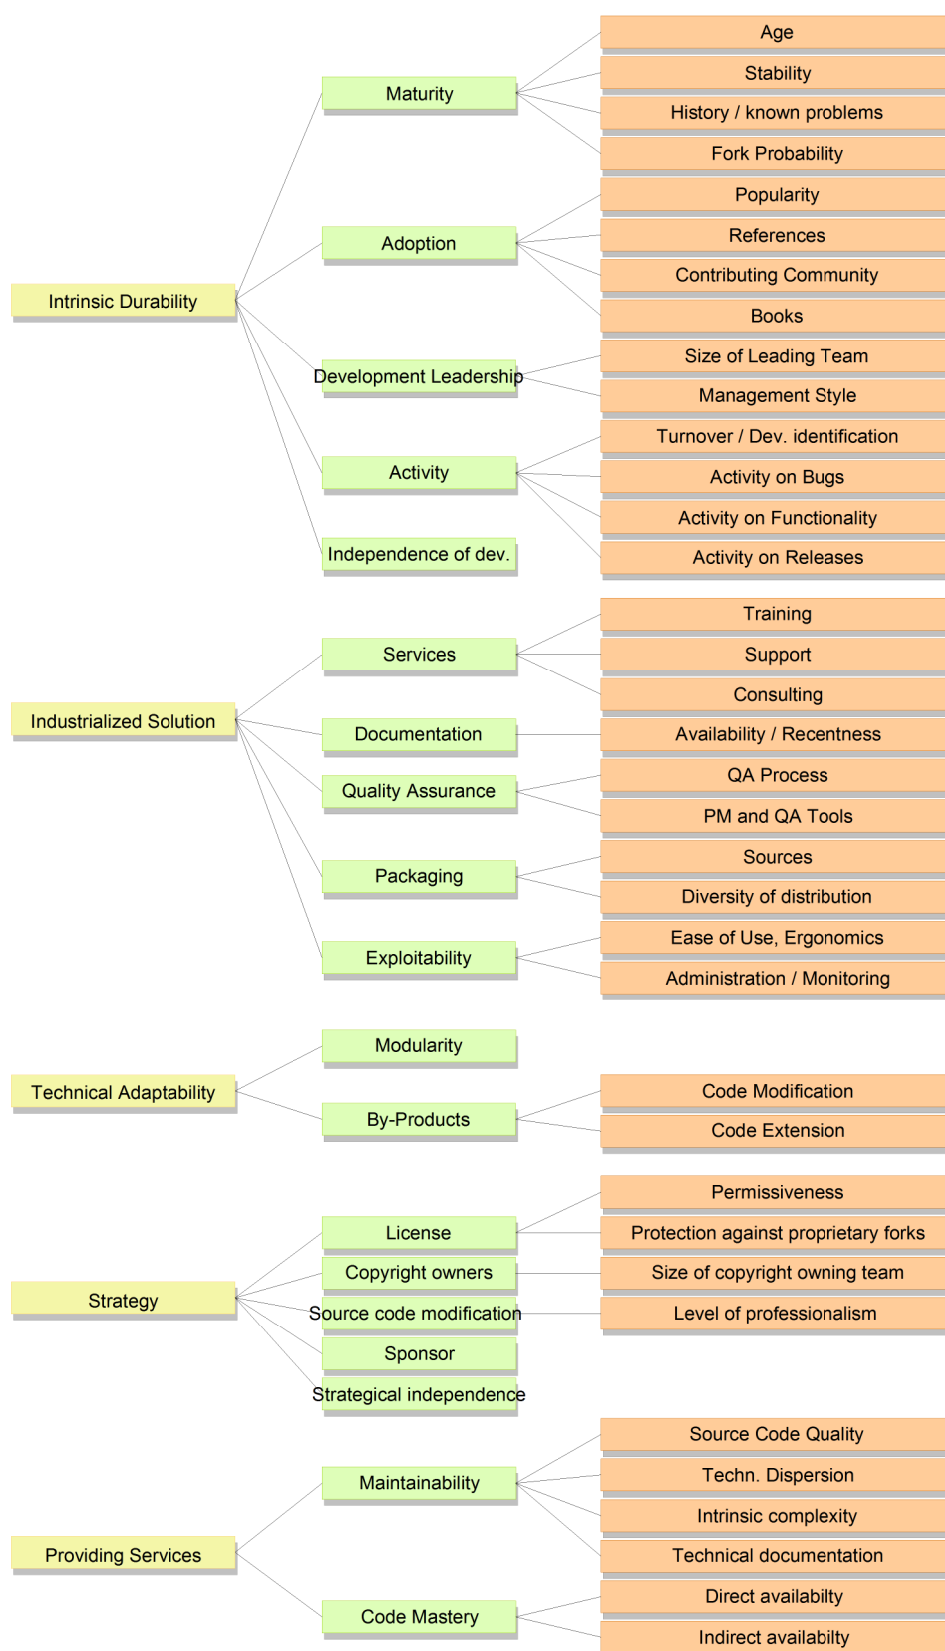 Age
Maturity
Stability
History / known problems
Fork Probability
Popularity
Adoption
References
Contributing Community
Intrinsic Durability
Books
Size of Leading Team
Development Leadership
Management Style
Turnover / Dev. identification
Activity
Activity on Bugs
Activity on Functionality
Independence of dev.
Activity on Releases
Training
Services
Support
Consulting
Industrialized Solution
Documentation
Availability / Recentness
QA Process
Quality Assurance
PM and QA Tools
Sources
Packaging
Diversity of distribution
Ease of Use, Ergonomics
Exploitability
Administration / Monitoring
Modularity
Technical Adaptability
Code Modification
By-Products
Code Extension
Permissiveness
License
Protection against proprietary forks
Copyright owners
Size of copyright owning team
Strategy
Source code modification
Level of professionalism
Sponsor
Strategical independence
Source Code Quality
Maintainability
Techn. Dispersion
Intrinsic complexity
Providing Services
Technical documentation
Direct availabilty
Code Mastery
Indirect availabilty